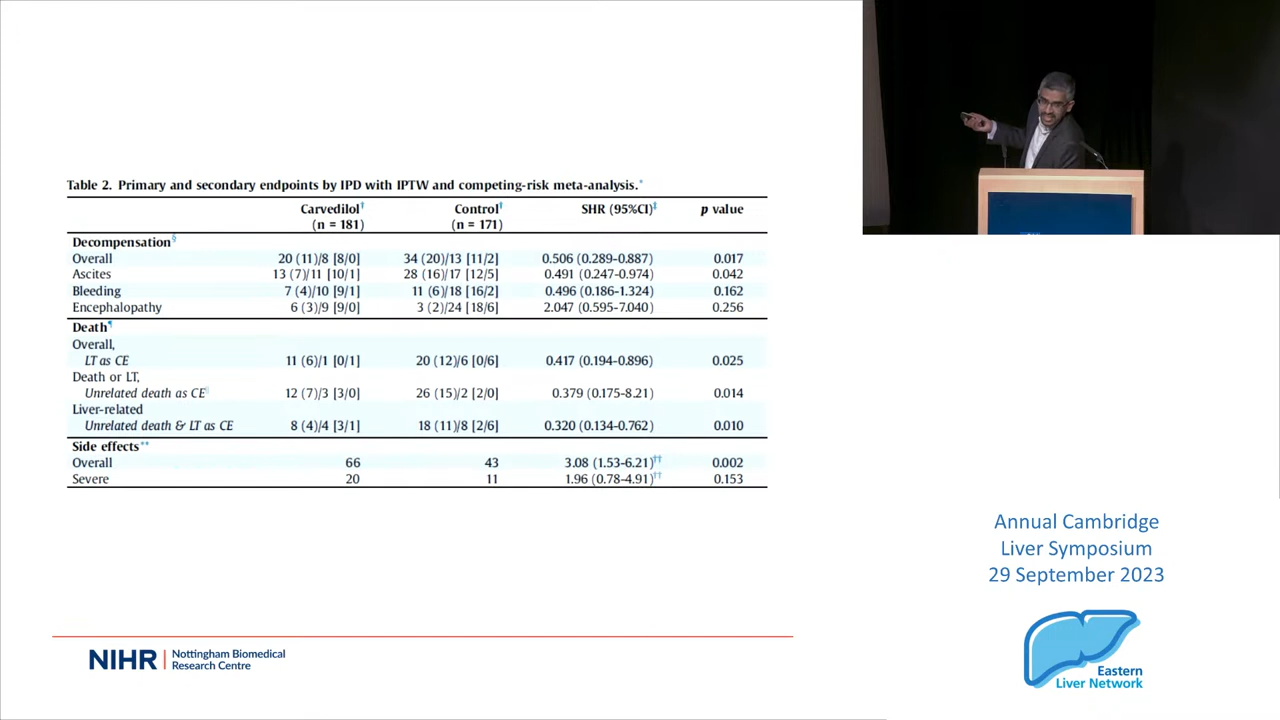 Table 2. Primary and secondary endpoints by IPD with IPTW and competing-risk meta-analysis.*
Carvedilol† Control† SHR (95%CI)‡ p value
(n = 181) (n = 171)
Decompensation§
Overall 20 (11)/8 [8/0] 34 (20)/13 [11/2] 0.506 (0.289-0.887) 0.017
Ascites 13 (7)/11 [10/1] 28 (16)/17 [12/5] 0.491 (0.247-0.974) 0.042
Bleeding 7 (4)/10 [9/1] 11 (6)/18 [16/2] 0.496 (0.186-1.324) 0.162
Encephalopathy 6 (3)/9 [9/0] 3 (2)/24 [18/6] 2.047 (0.595-7.040) 0.256
Death¶
Overall,
LT as CE 11 (6)/1 [0/1] 20 (12)/6 [0/6] 0.417 (0.194-0.896) 0.025
Death or LT,
Unrelated death as CE 12 (7)/3 [3/0] 26 (15)/2 [2/0] 0.379 (0.175-8.21) 0.014
Liver-related
Unrelated death & LT as CE 8 (4)/4 [3/1] 18 (11)/8 [2/6] 0.320 (0.134-0.762) 0.010
Side effects**
Overall 66 43 3.08 (1.53-6.21)†† 0.002
Severe 20 11 1.96 (0.78-4.91)†† 0.153
NIHR | Nottingham Biomedical
Research Centre
Annual Cambridge
Liver Symposium
29 September 2023
Eastern
Liver Network